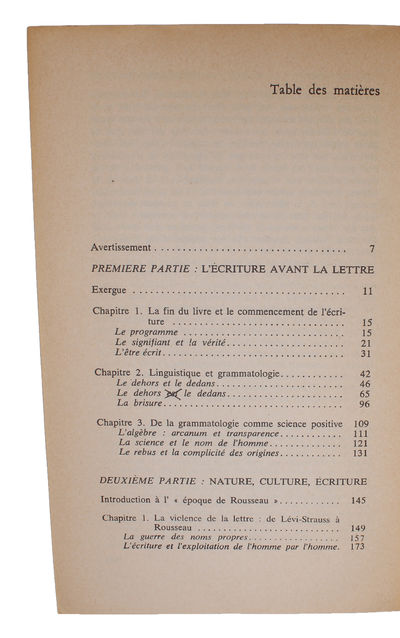 Table des matières
Avertissement . . . . . . . . . . . . . . . . . . . . . . . . . . . . . . . . . 7
PREMIERE PARTIE : L'ÉCRITURE AVANT LA LETTRE
Exergue . . . . . . . . . . . . . . . . . . . . . . . . . . . . . . . . . . . . 11
Chapitre 1. La fin du livre et le commencement de l'écri-
ture . . . . . . . . . . . . . . . . . . . . . . . . . . . . 15
Le programme . . . . . . . . . . . . . . . . . . . . . . . . . . . . 15
Le signifiant et la vérité. . . . . . . . . . . . . . . . . . . . 21
L'être écrit. . . . . . . . . . . . . . . . . . . . . . . . . . . . . . 31
Chapitre 2. Linguistique et grammatologie. . . . . . . . . . . 42
Le dehors et le dedans. . . . . . . . . . . . . . . . . . . . . 46
Le dehors est le dedans. . . . . . . . . . . . . . . . . . . . 65
La brisure. . . . . . . . . . . . . . . . . . . . . . . . . . . . . . 96
Chapitre 3. De la grammatologie comme science positive 109
L'algèbre : arcanum et transparence. . . . . . . . . . . 111
La science et le nom de l'homme. . . . . . . . . . . . . 121
Le rebus et la complicité des origines. . . . . . . . . . 131
DEUXIÈME PARTIE : NATURE, CULTURE, ECRITURE
Introduction à l' « époque de Rousseau ». . . . . . . . . . . . 145
Chapitre 1. La violence de la lettre : de Lévi-Strauss à
Rousseau . . . . . . . . . . . . . . . . . . . . . . . . . . 149
La guerre des noms propres. . . . . . . . . . . . . . . . . 157
L'écriture et l'exploitation de l'homme par l'homme. 173